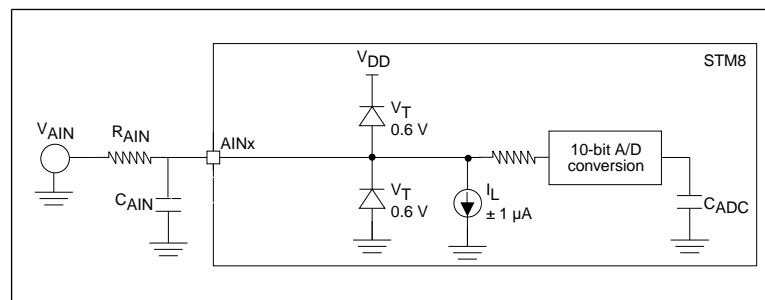 STM8
VDD
VT
0.6 V
VAIN
RAIN
AINx
10-bit A/D
conversion
CAIN
VT
0.6 V
IL
± 1 µA
CADC